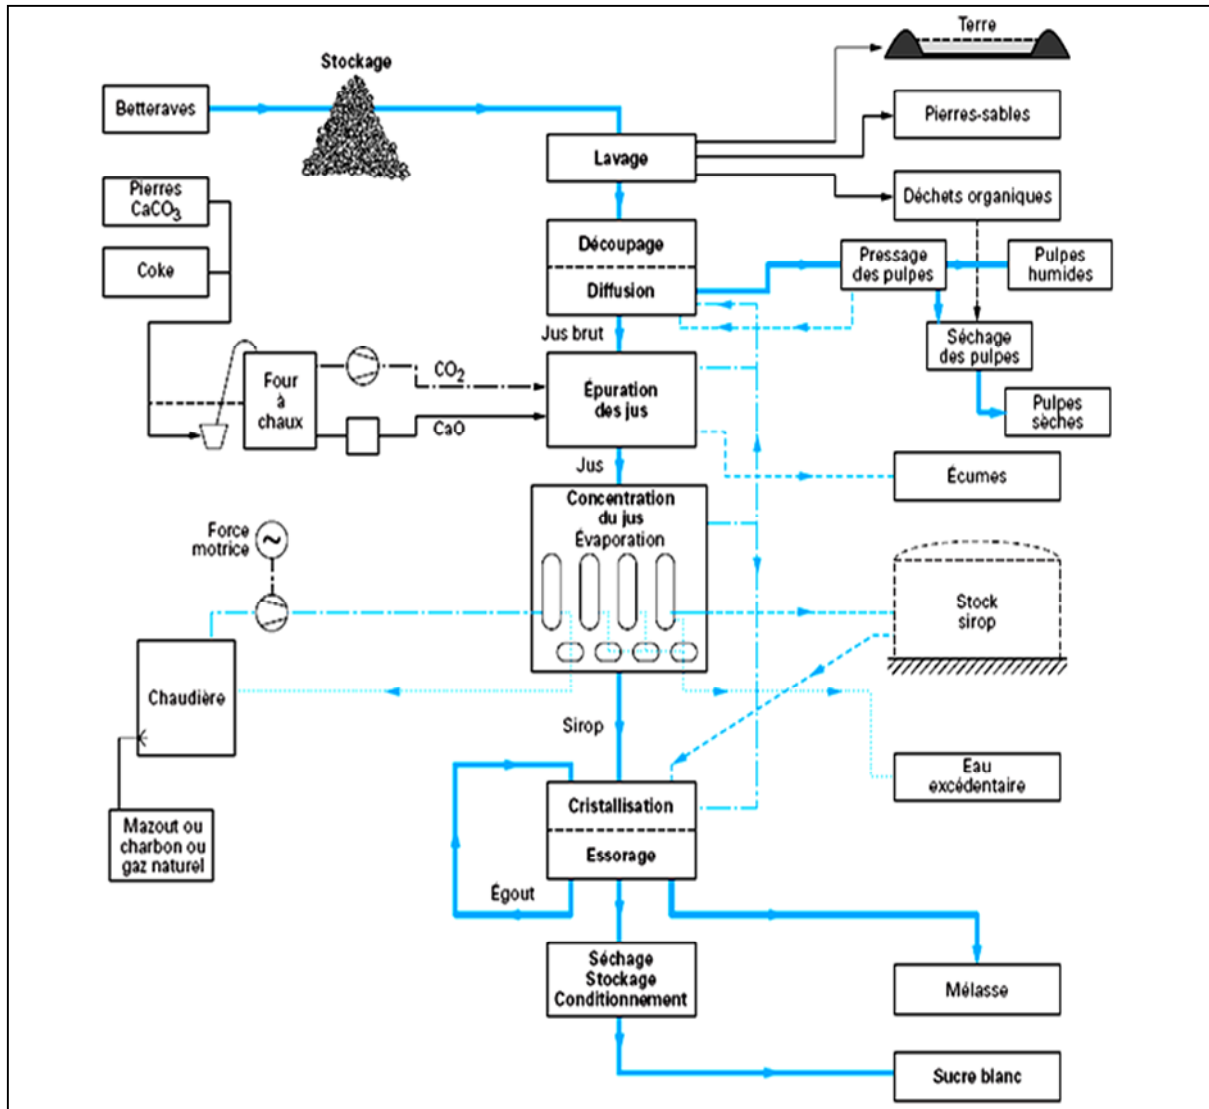 Terre
Stockage
Betteraves
Pierres-sables
Lavage
Pierres
CaCO3
Déchets organiques
Découpage
Coke
Pressage
des pulpes
Pulpes
humides
Diffusion
Jus brut
Séchage
des pulpes
CO2
Four
à
chaux
Épuration
des jus
Pulpes
sèches
CaO
Jus
Écumes
Concentration
du jus
Évaporation
Force
motrice
~
Stock
sirop
Chaudière
Sirop
Eau
excédentaire
Cristallisation
Mazout ou
charbon ou
gaz naturel
Essorage
Égout
Séchage
Stockage
Conditionnement
Mélasse
Sucre blanc